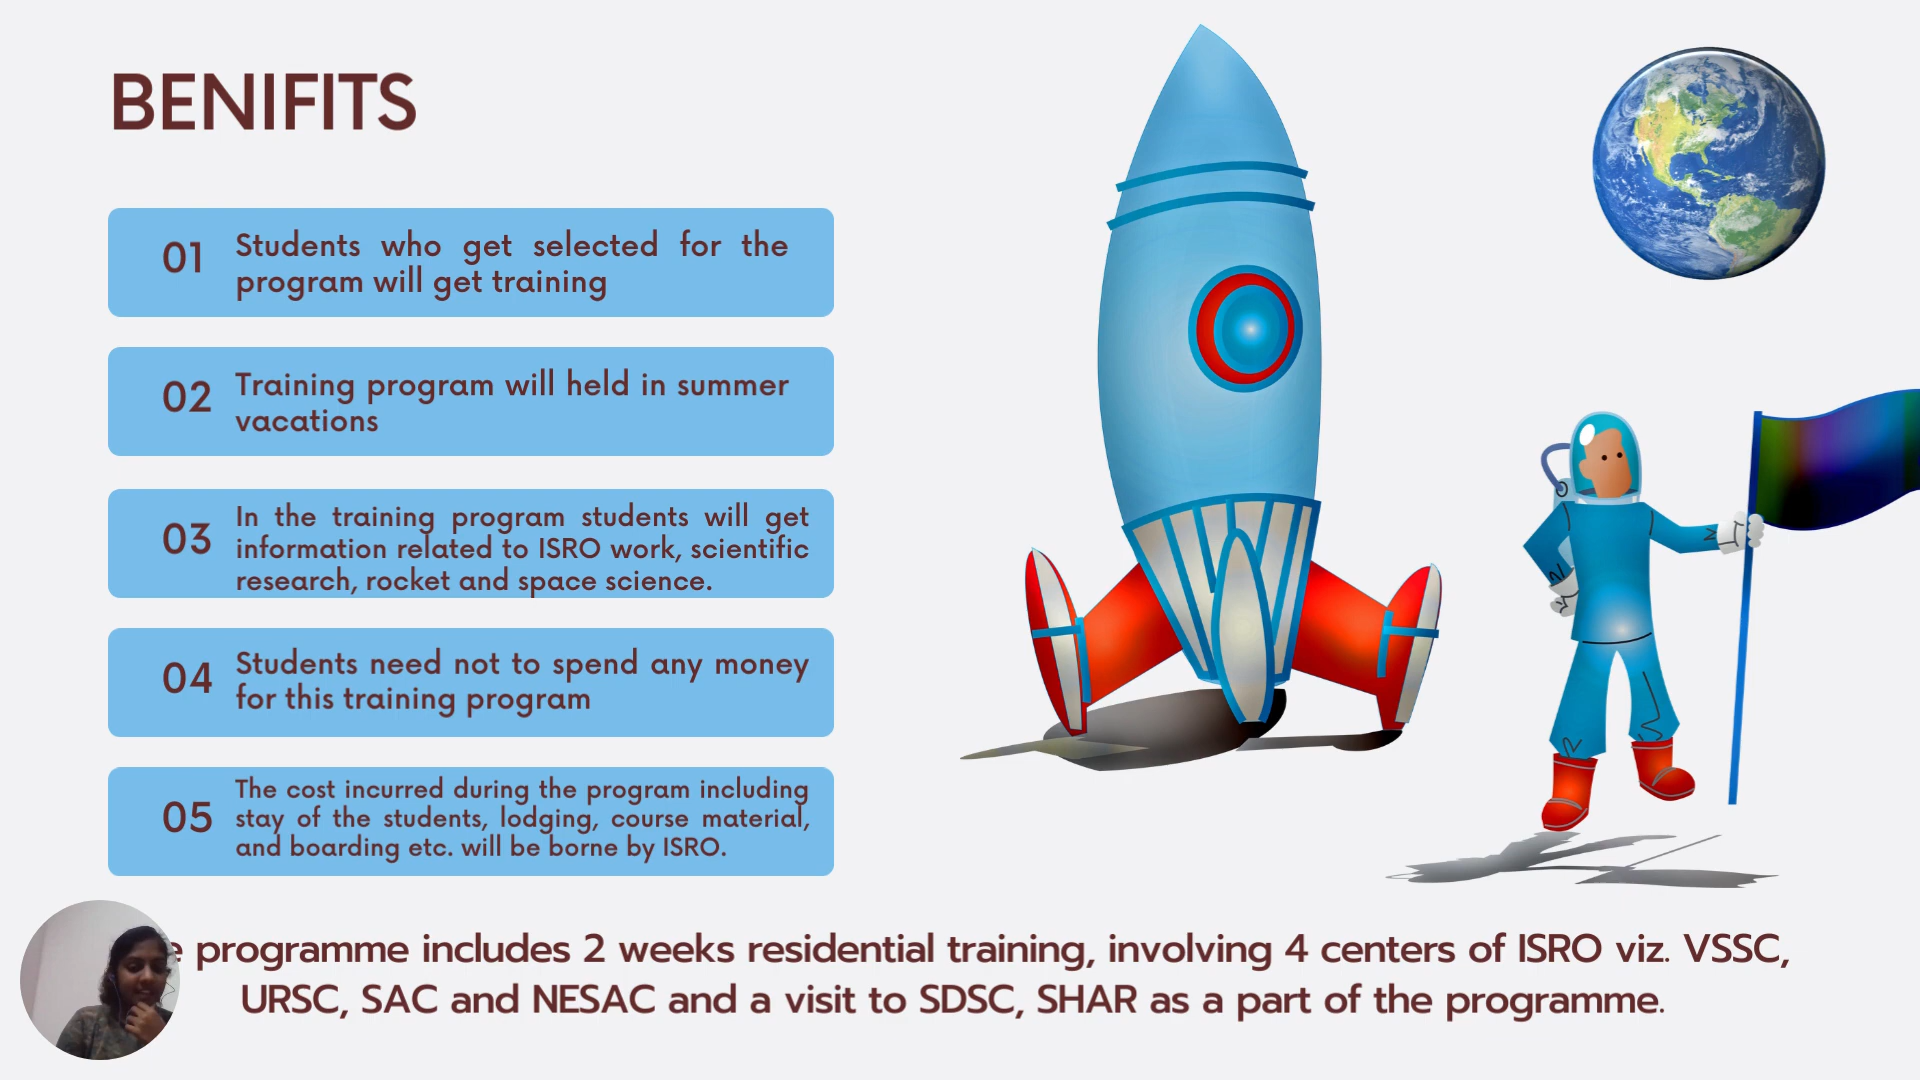 BENIFITS
01
Students who get selected for the
program will get training
02
Training program will held in summer
vacations
03
In the training program students will get
information related to ISRO work, scientific
research, rocket and space science.
04
Students need not to spend any money
for this training program
05
The cost incurred during the program including
stay of the students, lodging, course material,
and boarding etc. will be borne by ISRO.
programme includes 2 weeks residential training, involving 4 centers of ISRO viz. VSSC,
URSC, SAC and NESAC and a visit to SDSC, SHAR as a part of the programme.